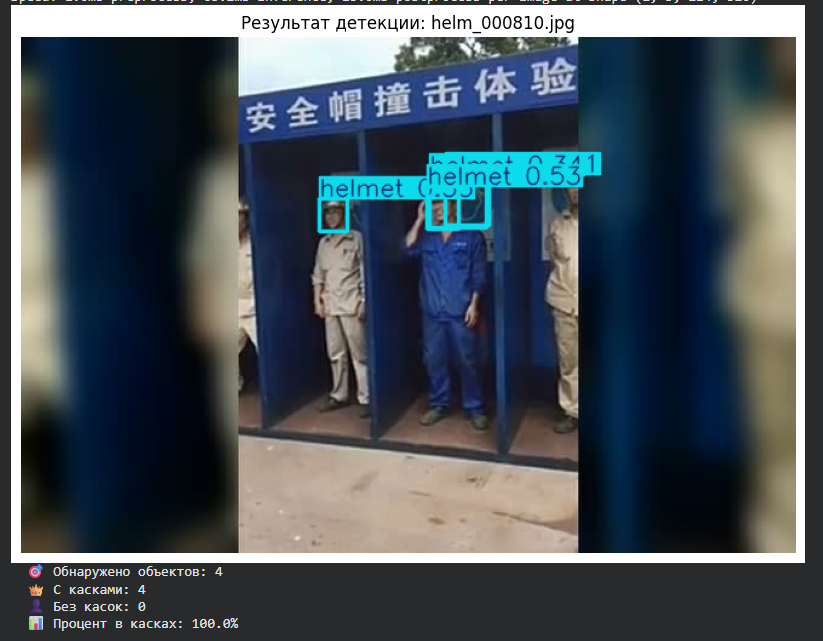 Результат детекции: helm_000810.jpg
安全帽撞击体验
helmet 0.341
helmet 0.53
helmet
🎯 Обнаружено объектов: 4
👑 С касками: 4
👤 Без касок: 0
📊 Процент в касках: 100.0%